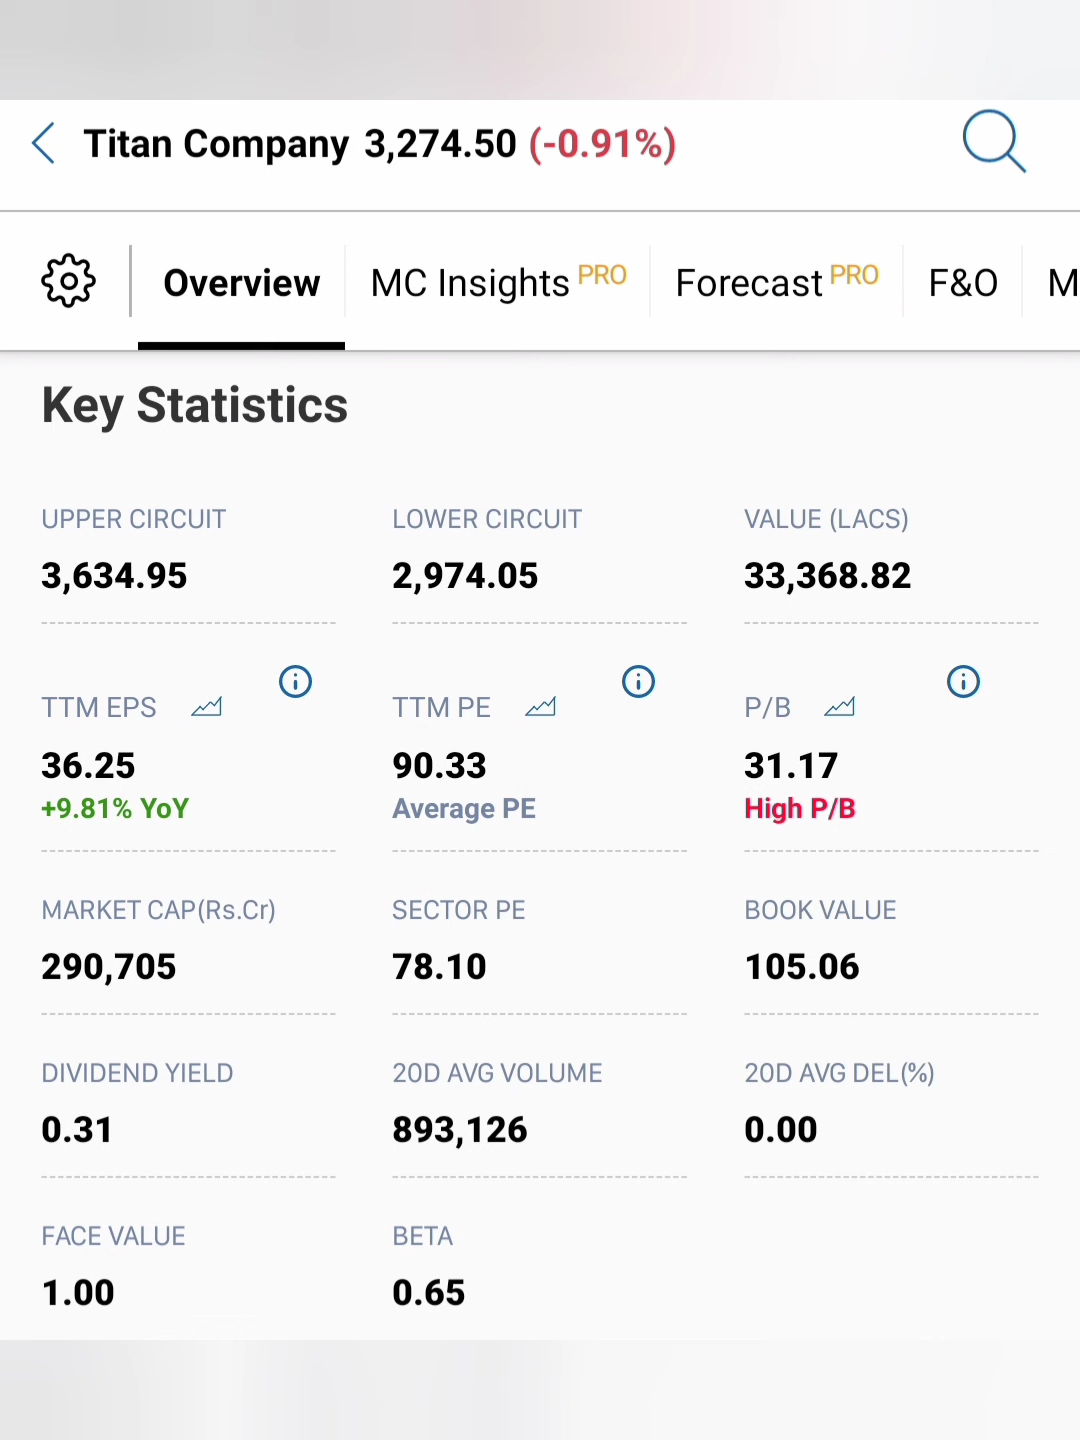 Titan Company 3,274.50 (-0.91%)
Overview MC Insights PRO Forecast PRO F&O M
Key Statistics
UPPER CIRCUIT LOWER CIRCUIT VALUE (LACS)
3,634.95 2,974.05 33,368.82
TTM EPS TTM PE P/B
36.25 90.33 31.17
+9.81% YoY Average PE High P/B
MARKET CAP(Rs.Cr) SECTOR PE BOOK VALUE
290,705 78.10 105.06
DIVIDEND YIELD 20D AVG VOLUME 20D AVG DEL(%)
0.31 893,126 0.00
FACE VALUE BETA
1.00 0.65